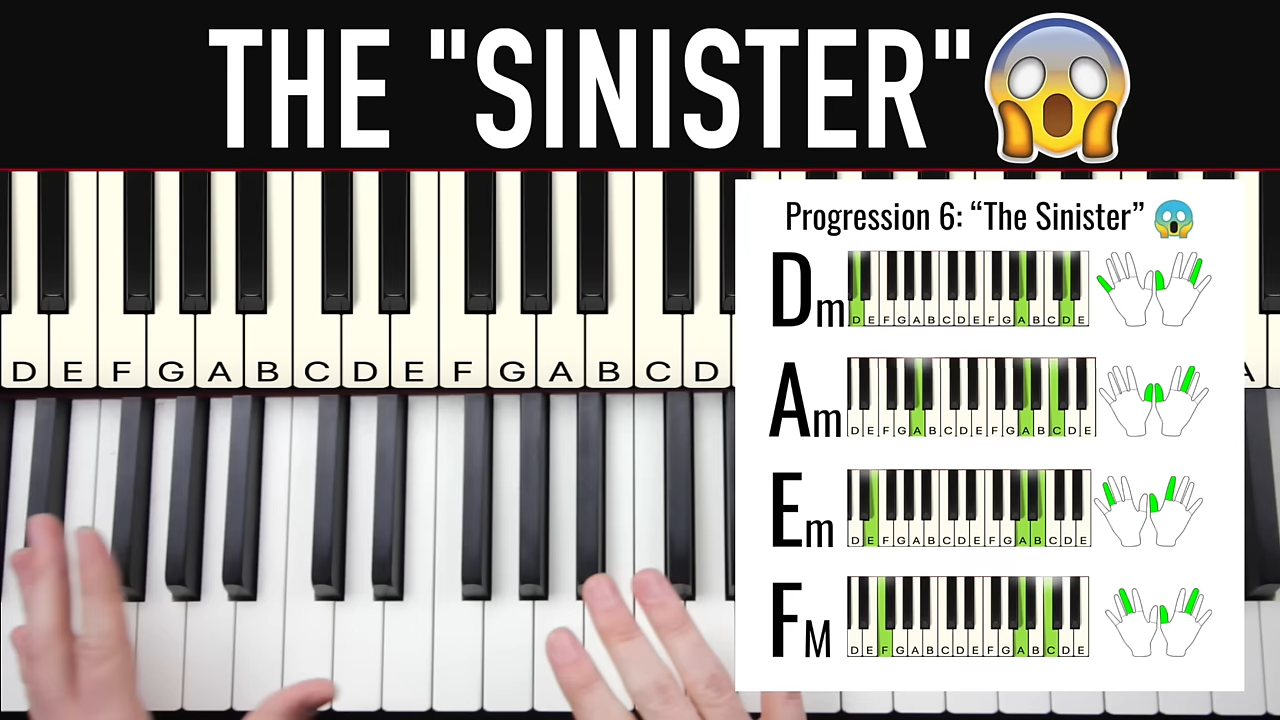 THE "SINISTER"
D E F G A B C D E F G A B C D
A
Progression 6: “The Sinister”
Dm
D E F G A B C D E F G A B C D E
Am
D E F G A B C D E F G A B C D E
Em
D E F G A B C D E F G A B C D E
FM
D E F G A B C D E F G A B C D E